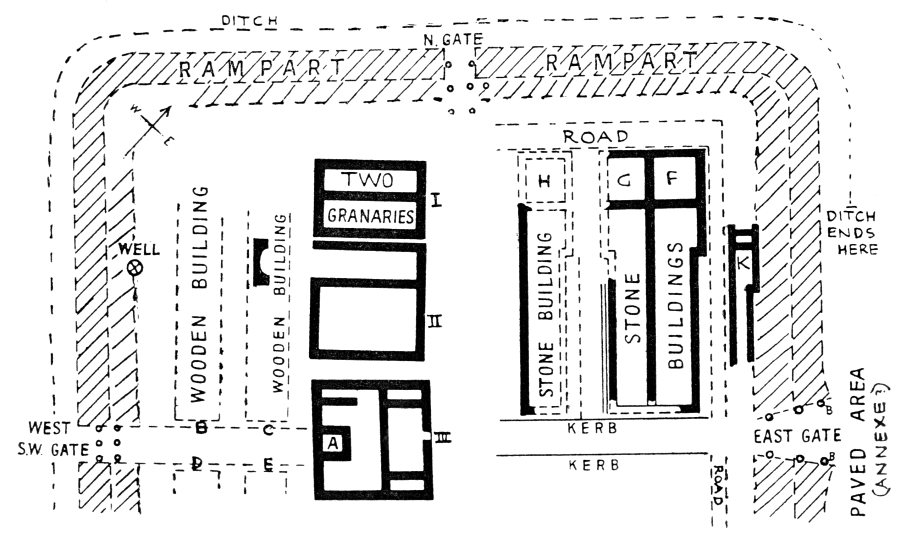 DITCH
N. GATE
RAMPART
RAMPART
N
E
ROAD
TWO
GRANARIES
I
H
G
F
WELL
WOODEN BUILDING
WOODEN BUILDING
II
STONE BUILDING
STONE
BUILDINGS
K
DITCH
ENDS
HERE
WEST
S.W. GATE
B
C
D
E
A
III
KERB
KERB
ROAD
EAST GATE
B
B
PAVED AREA
(ANNEXE?)